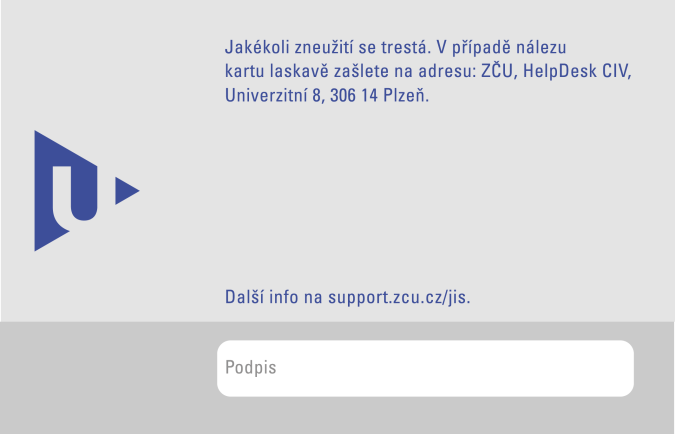 Jakékoli zneužití se trestá. V případě nálezu
kartu laskavě zašlete na adresu: ZČU, HelpDesk CIV,
Univerzitní 8, 306 14 Plzeň.
U
Další info na support.zcu.cz/jis.
Podpis